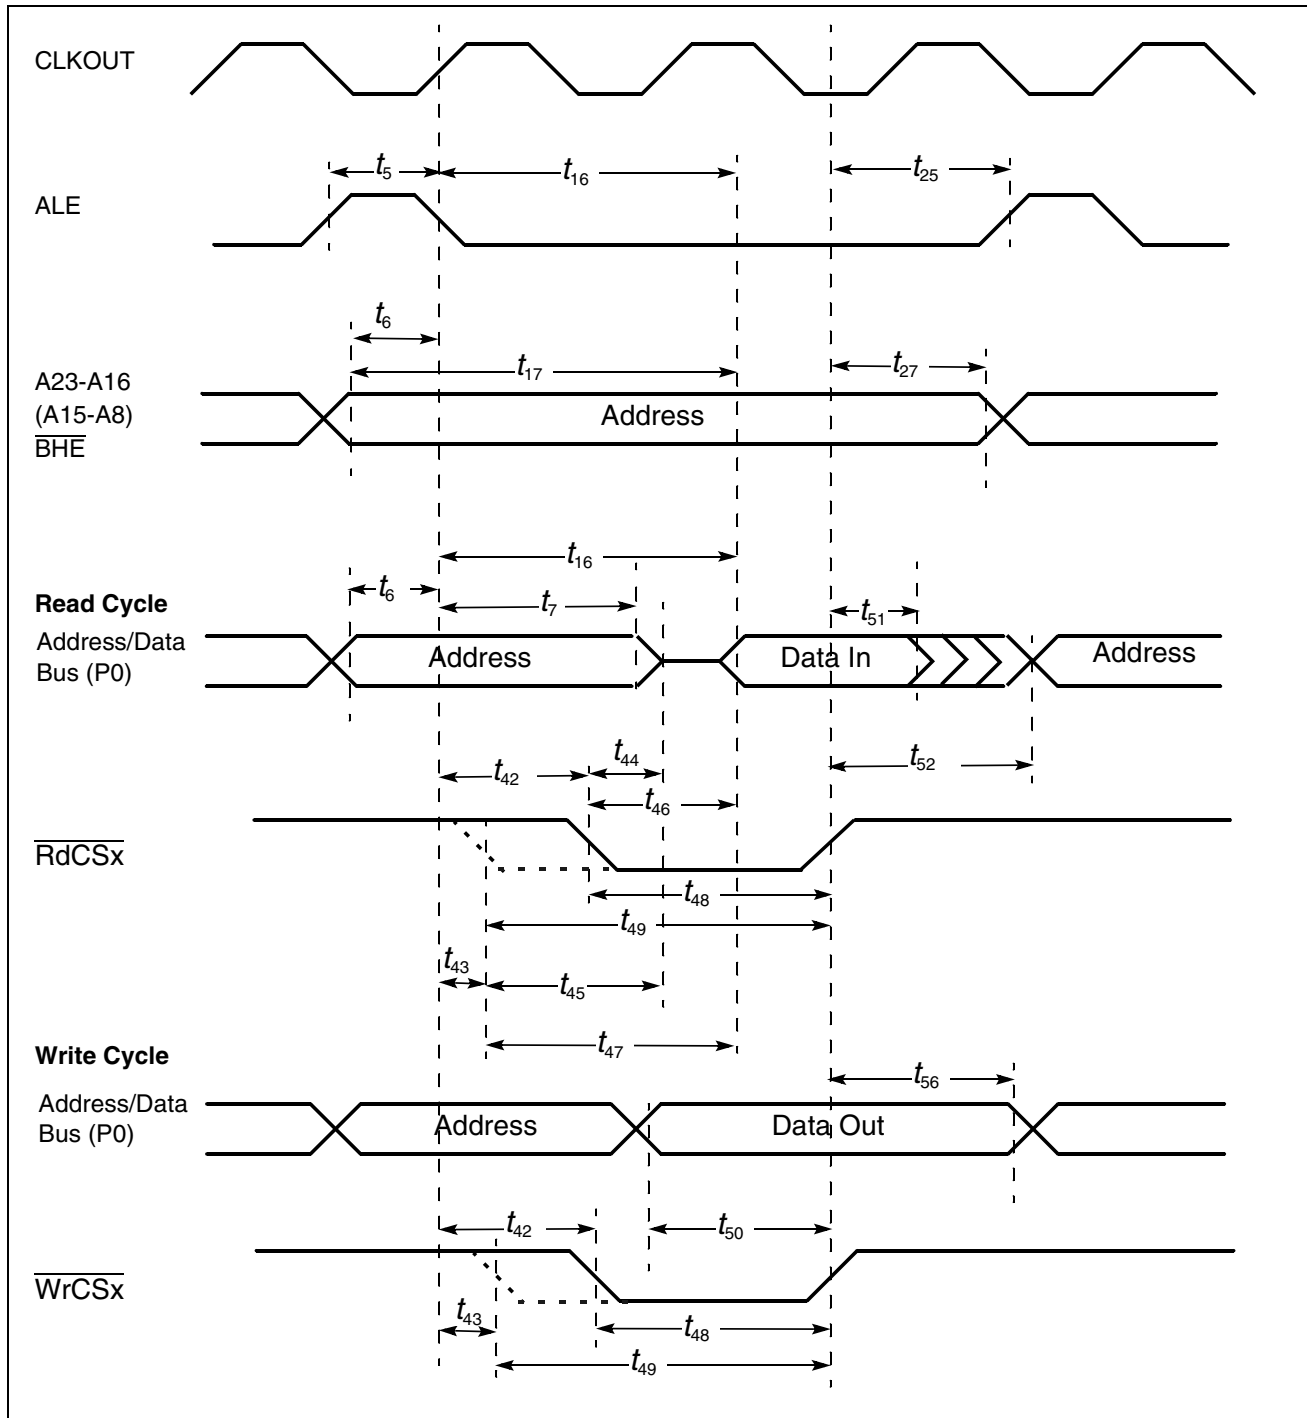 CLKOUT
t5
t16
t25
ALE
t6
t17
t27
A23-A16
(A15-A8)
BHE
Address
t16
t6
t7
t51
Read Cycle
Address/Data
Bus (P0)
Address
Data In
Address
t42
t44
t52
t46
RdCSx
t48
t49
t43
t45
t47
Write Cycle
t56
Address/Data
Bus (P0)
Address
Data Out
t42
t50
WrCSx
t43
t48
t49